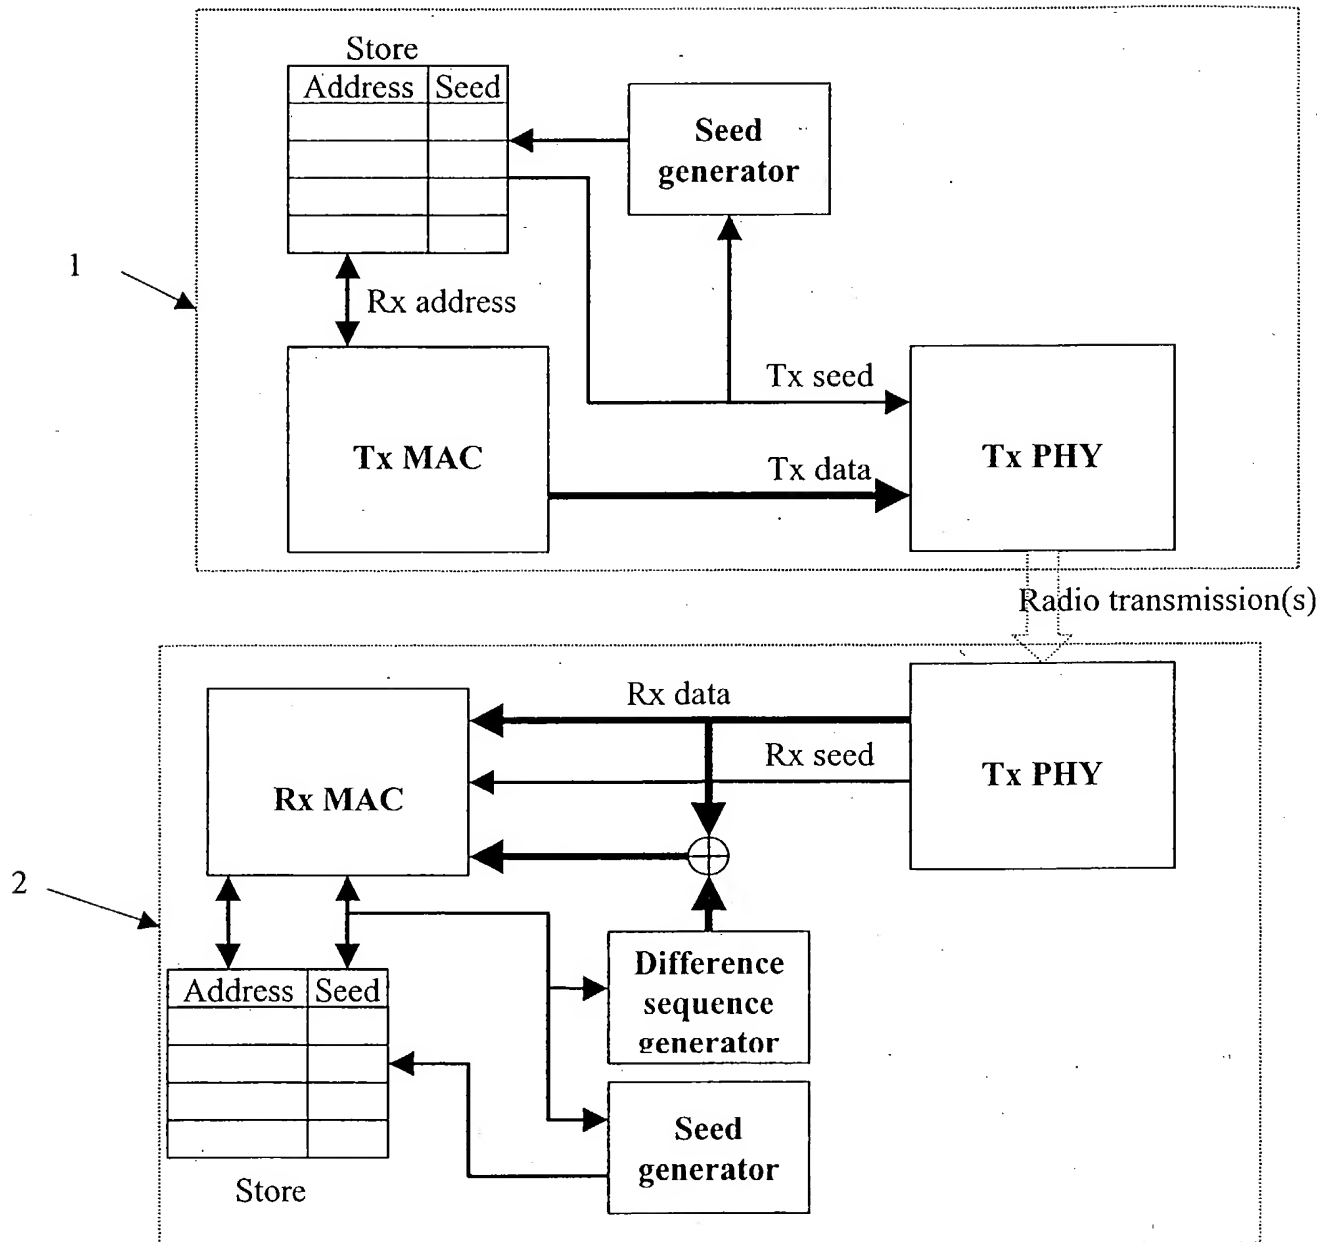 Store
Address Seed
Seed
generator
1
Rx address
Tx seed
Tx MAC
Tx PHY
Tx data
Radio transmission(s)
Rx data
Rx seed
Tx PHY
Rx MAC
2
Difference
sequence
generator
Address Seed
Seed
generator
Store